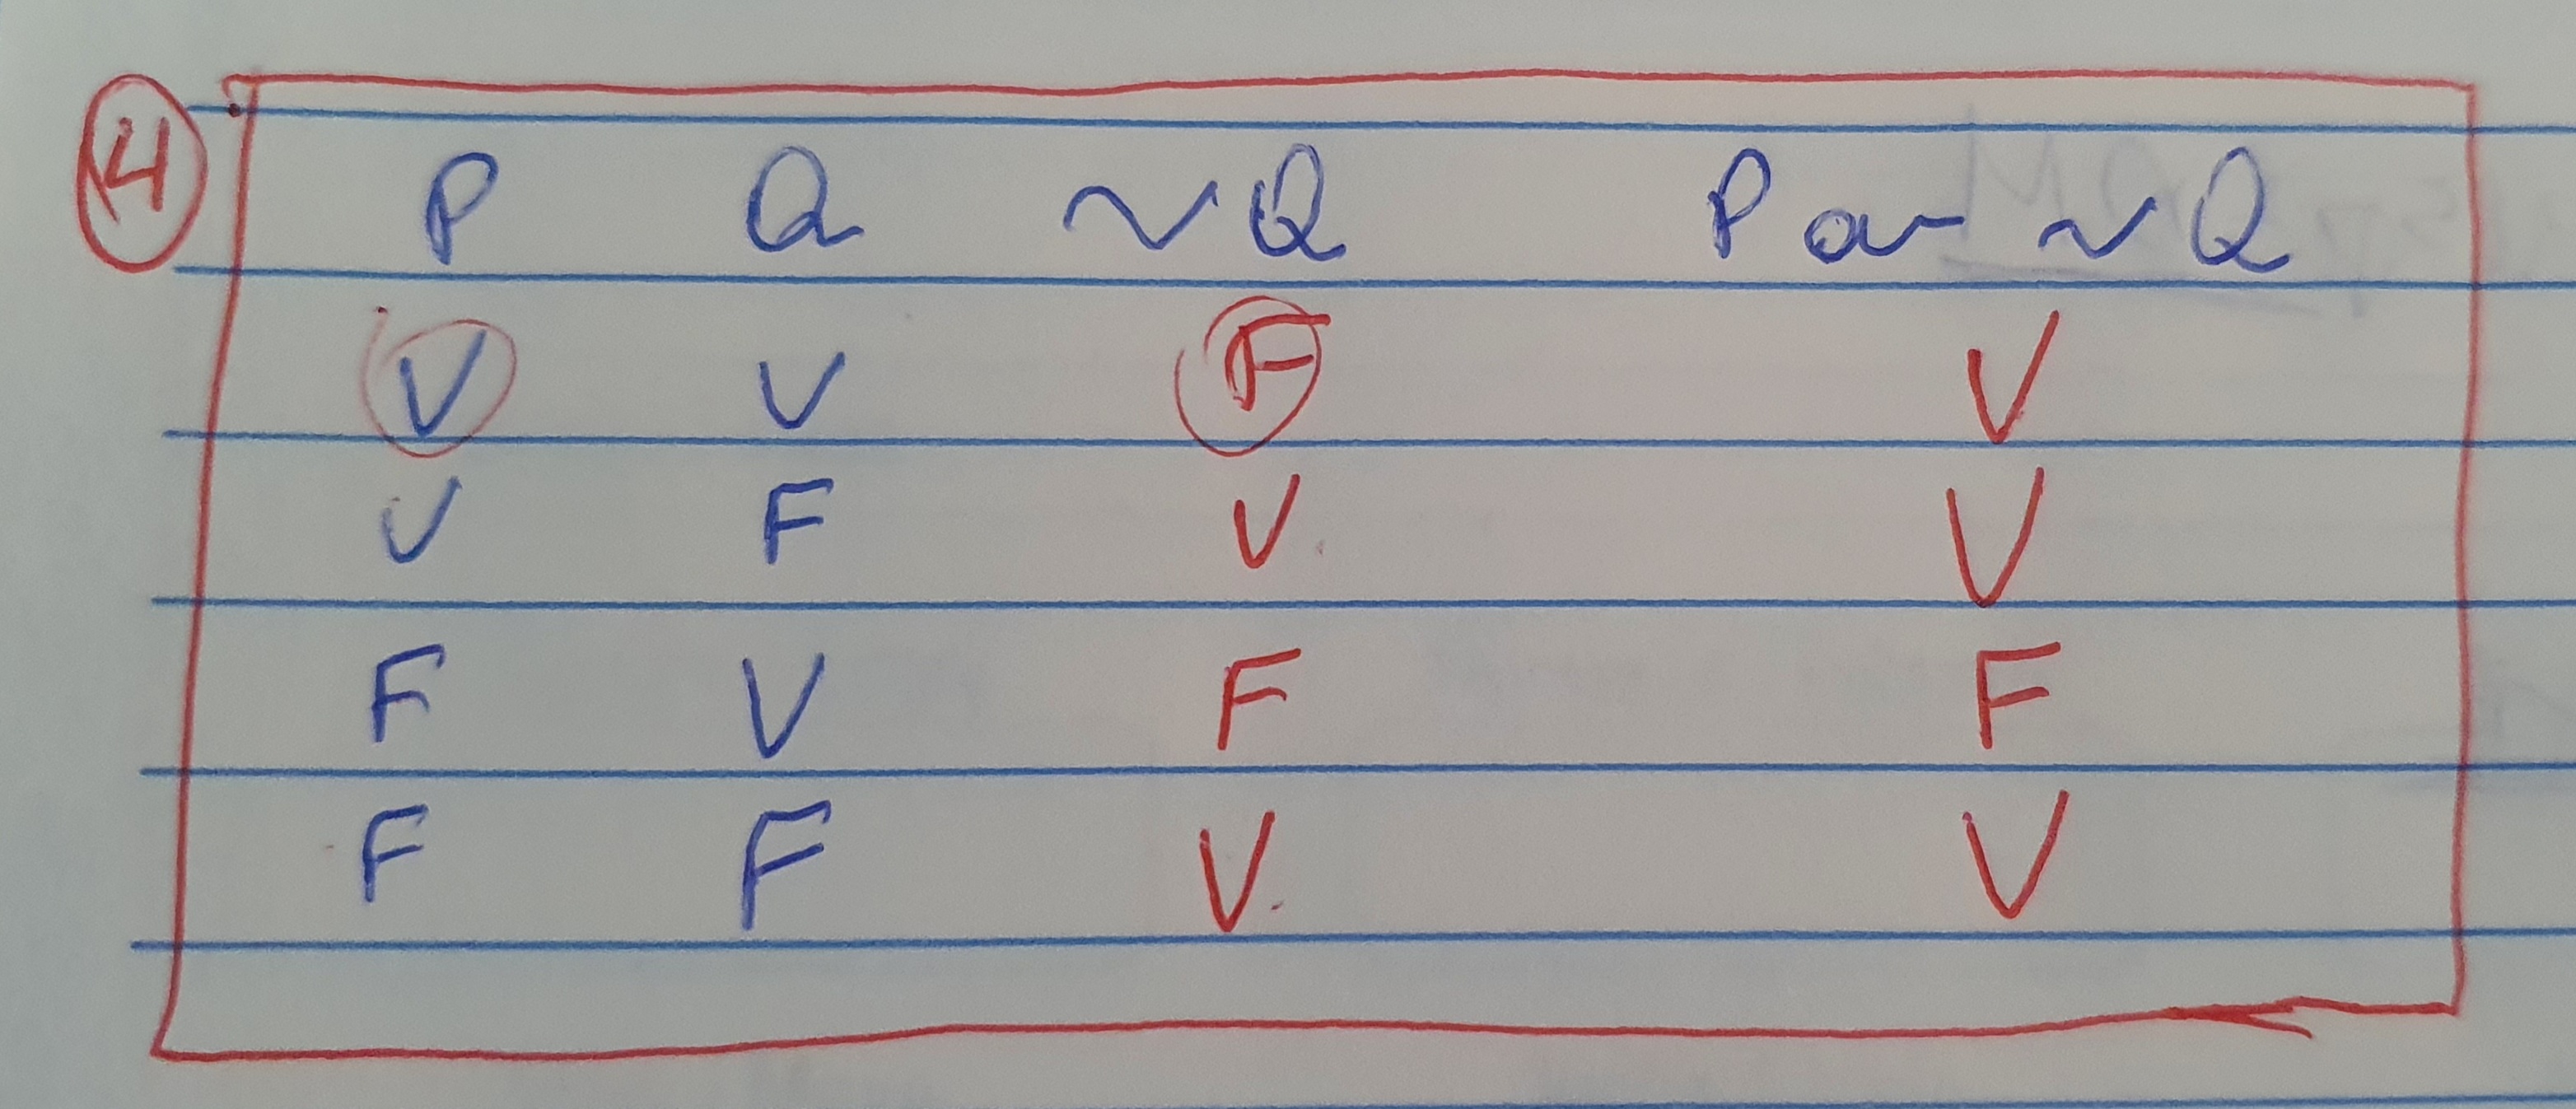 4
P Q ~Q P or ~Q
V V F V
V F V V
F V F F
F F V V